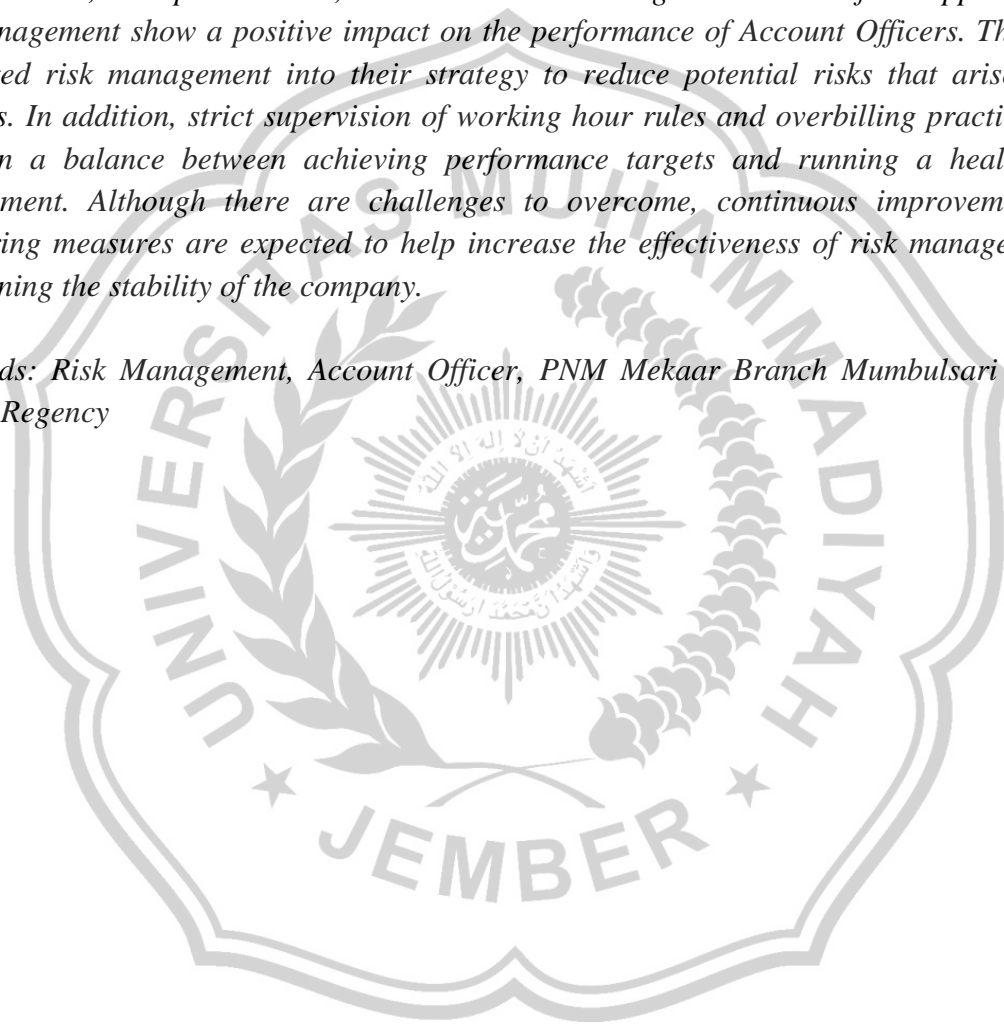 nagement show a positive impact on the performance of Account Officers. Th
ed risk management into their strategy to reduce potential risks that arise
s. In addition, strict supervision of working hour rules and overbilling practi
n a balance between achieving performance targets and running a heal
ment. Although there are challenges to overcome, continuous improvem
ring measures are expected to help increase the effectiveness of risk manage
ning the stability of the company.
ds: Risk Management, Account Officer, PNM Mekaar Branch Mumbulsari
Regency
UNIVERSITAS MUHAMMADIYAH
JEMBER